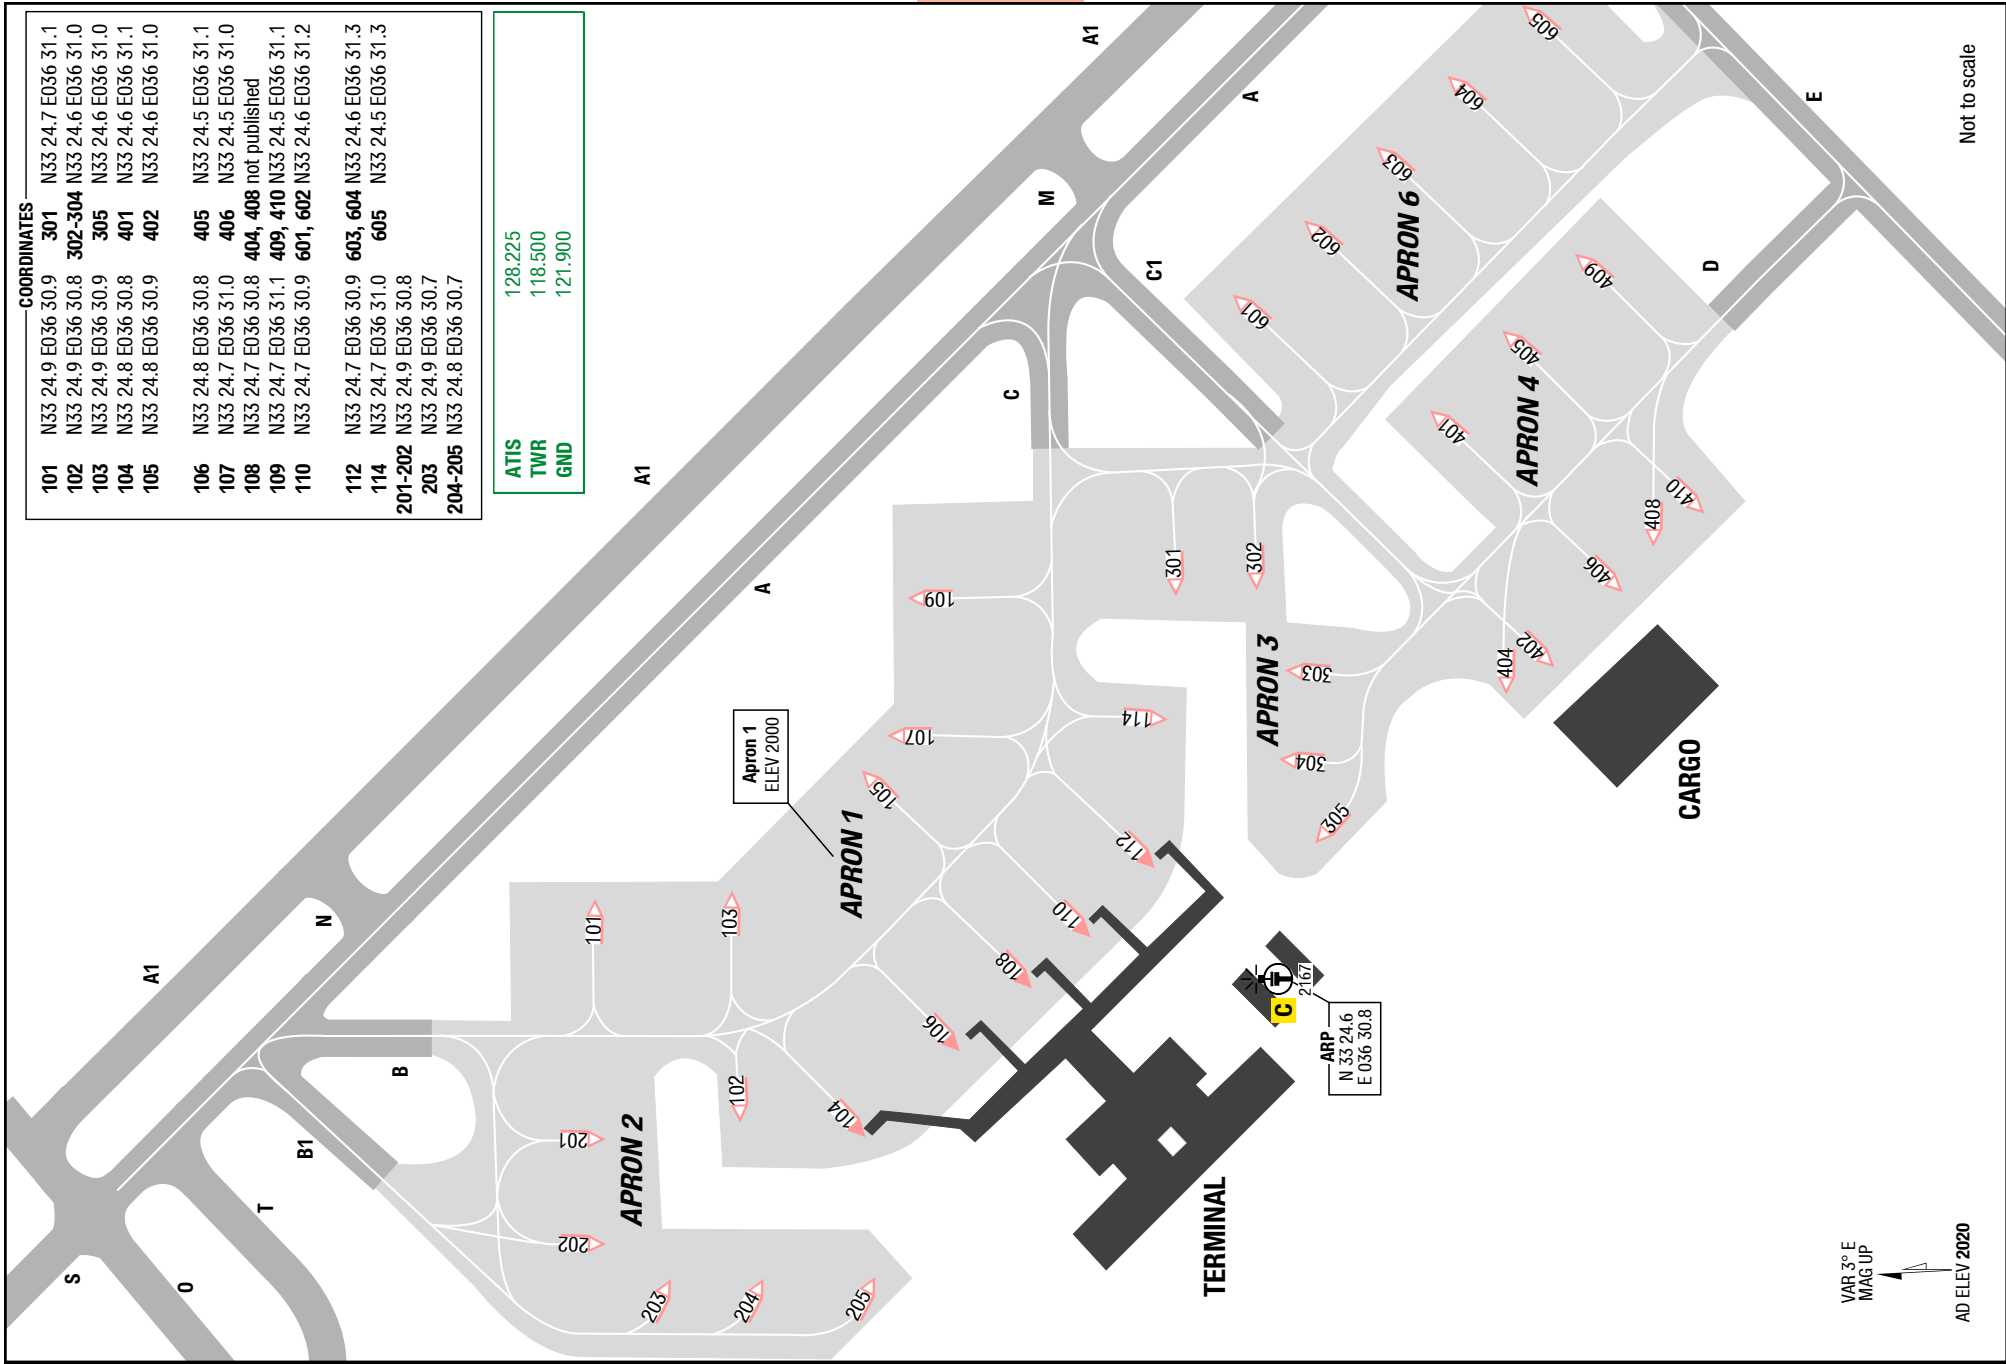 COORDINATES
101 N33 24.9 E036 30.9 301 N33 24.7 E036 31.1
102 N33 24.9 E036 30.8 302-304 N33 24.6 E036 31.0
103 N33 24.9 E036 30.9 305 N33 24.6 E036 31.0
104 N33 24.8 E036 30.8 401 N33 24.6 E036 31.1
105 N33 24.8 E036 30.9 402 N33 24.6 E036 31.0
106 N33 24.8 E036 30.8 405 N33 24.5 E036 31.1
107 N33 24.7 E036 31.0 406 N33 24.5 E036 31.0
108 N33 24.7 E036 30.8 404, 408 not published
109 N33 24.7 E036 31.1 409, 410 N33 24.5 E036 31.1
110 N33 24.7 E036 30.9 601, 602 N33 24.6 E036 31.2
112 N33 24.7 E036 30.9 603, 604 N33 24.6 E036 31.3
114 N33 24.7 E036 31.0 605 N33 24.5 E036 31.3
201-202 N33 24.9 E036 30.8
203 N33 24.9 E036 30.7
204-205 N33 24.8 E036 30.7
ATIS 128.225
TWR 118.500
GND 121.900
A1
A1
A1
A
A
M
N
S
O
T
B1
B
C
C1
D
E
APRON 1
Apron 1
ELEV 2000
101
102
103
104
105
106
107
108
109
110
112
114
APRON 2
201
202
203
204
205
APRON 3
301
302
303
304
305
APRON 4
401
402
404
405
406
408
409
410
APRON 6
601
602
603
604
605
TERMINAL
CARGO
C
2167
ARP
N 33 24.6
E 036 30.8
VAR 3° E
MAG UP
AD ELEV 2020
Not to scale